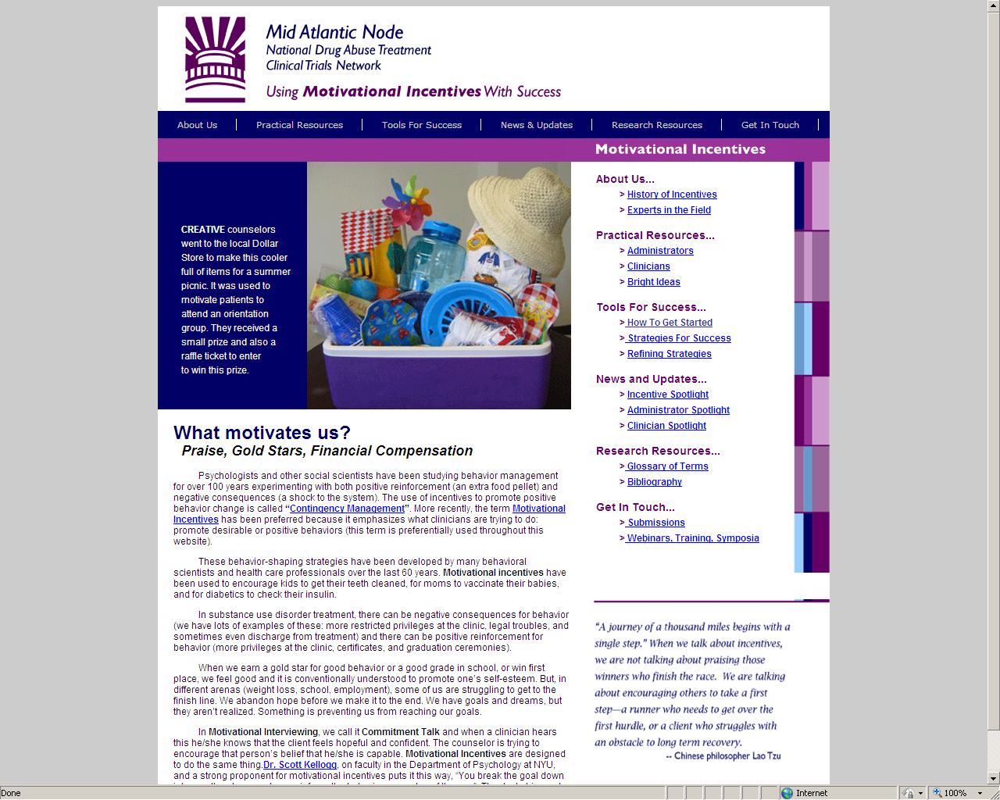 Mid Atlantic Node
National Drug Abuse Treatment
Clinical Trials Network
Using Motivational Incentives With Success
About Us
Practical Resources
Tools For Success
News & Updates
Research Resources
Get In Touch
Motivational Incentives
CREATIVE counselors
went to the local Dollar
Store to make this cooler
full of items for a summer
picnic. It was used to
motivate patients to
attend an orientation
group. They received a
small prize and also a
raffle ticket to enter
to win this prize.
What motivates us?
Praise, Gold Stars, Financial Compensation
Psychologists and other social scientists have been studying behavior management
for over 100 years experimenting with both positive reinforcement (an extra food pellet) and
negative consequences (a shock to the system). The use of incentives to promote positive
behavior change is called “Contingency Management”. More recently, the term Motivational
Incentives has been preferred because it emphasizes what clinicians are trying to do:
promote desirable or positive behaviors (this term is preferentially used throughout this
website).
These behavior-shaping strategies have been developed by many behavioral
scientists and health care professionals over the last 60 years. Motivational incentives have
been used to encourage kids to get their teeth cleaned, for moms to vaccinate their babies,
and for diabetics to check their insulin.
In substance use disorder treatment, there can be negative consequences for behavior
(we have lots of examples of these: more restricted privileges at the clinic, legal troubles, and
sometimes even discharge from treatment) and there can be positive reinforcement for
behavior (more privileges at the clinic, certificates, and graduation ceremonies).
When we earn a gold star for good behavior or a good grade in school, or win first
place, we feel good and it is conventionally understood to promote one's self-esteem. But, in
different arenas (weight loss, school, employment), some of us are struggling to get to the
finish line. We abandon hope before we make it to the end. We have goals and dreams, but
they aren't realized. Something is preventing us from reaching our goals.
In Motivational Interviewing, we call it Commitment Talk and when a clinician hears
this he/she knows that the client feels hopeful and confident. The counselor is trying to
encourage that person's belief that he/she is capable. Motivational Incentives are designed
to do the same thing.Dr. Scott Kellogg, on faculty in the Department of Psychology at NYU,
and a strong proponent for motivational incentives puts it this way, “You break the goal down
About Us...
> History of Incentives
> Experts in the Field
Practical Resources...
> Administrators
> Clinicians
> Bright Ideas
Tools For Success...
> How To Get Started
> Strategies For Success
> Refining Strategies
News and Updates...
> Incentive Spotlight
> Administrator Spotlight
> Clinician Spotlight
Research Resources...
> Glossary of Terms
> Bibliography
Get In Touch...
> Submissions
> Webinars, Training, Symposia
“A journey of a thousand miles begins with a
single step.” When we talk about incentives,
we are not talking about praising those
winners who finish the race. We are talking
about encouraging others to take a first
step—a runner who needs to get over the
first hurdle, or a client who struggles with
an obstacle to long term recovery.
-- Chinese philosopher Lao Tzu
Done
Internet
100%